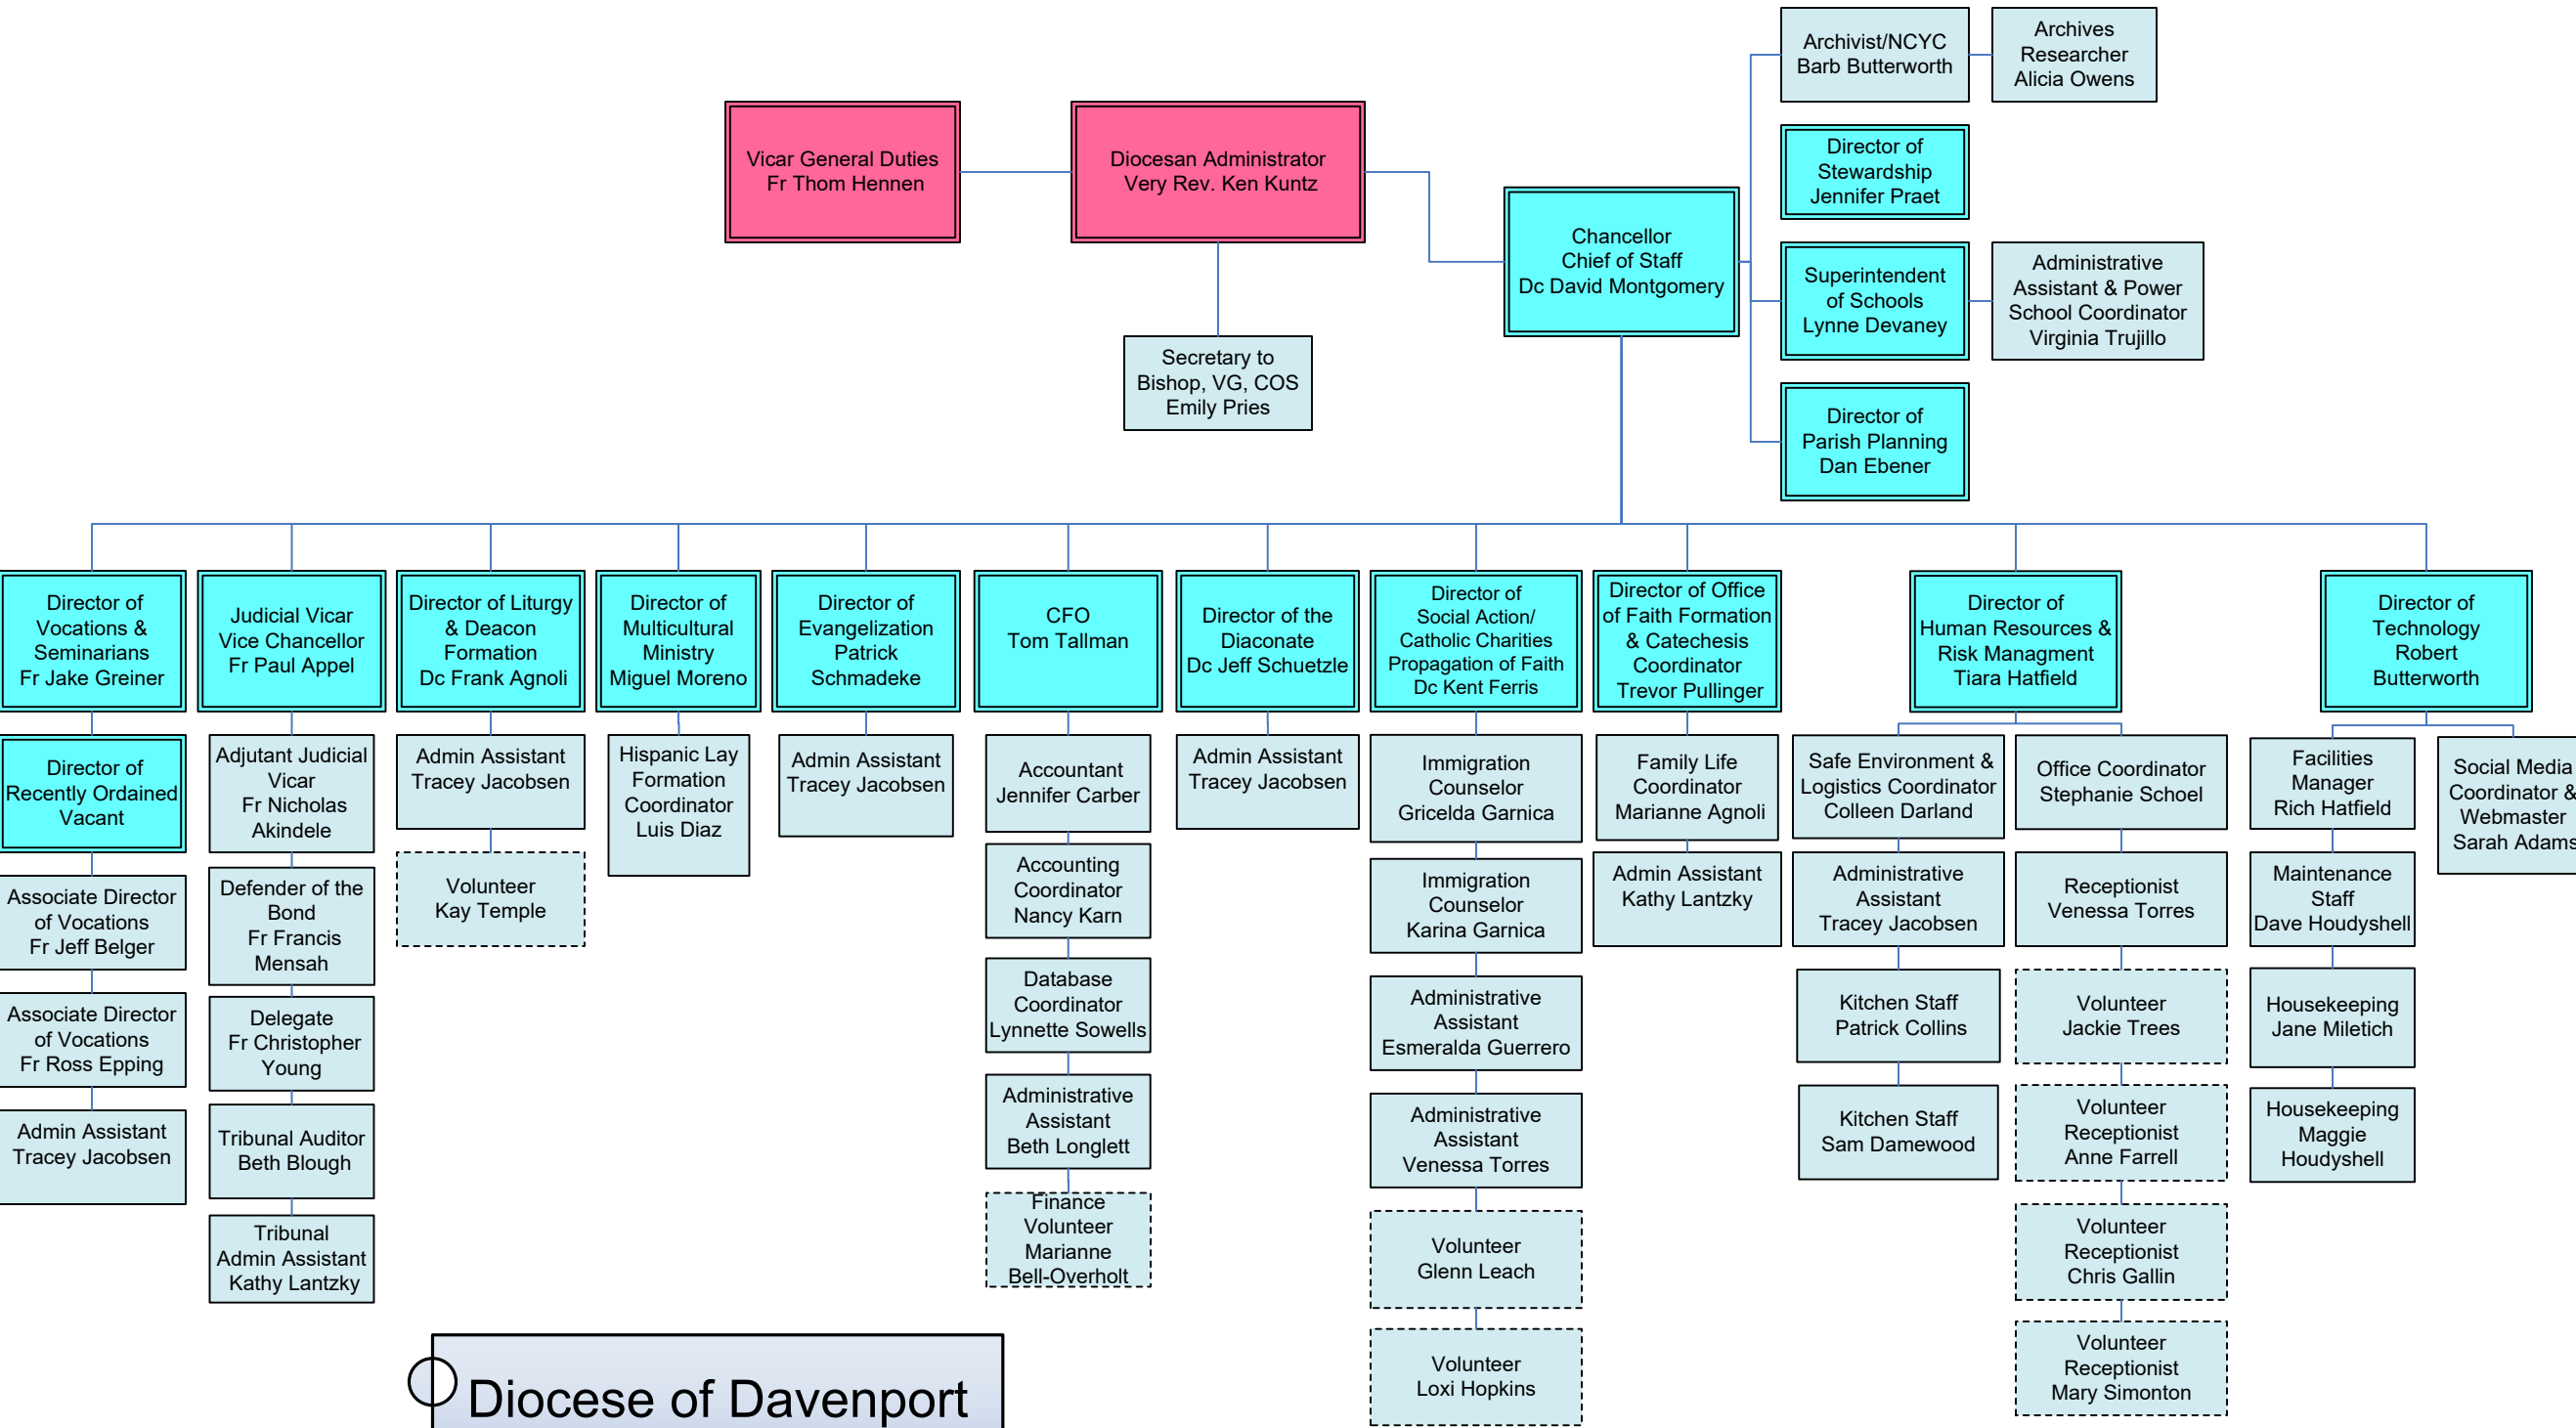 Archivist/NCYC
Barb Butterworth
Archives
Researcher
Alicia Owens
Vicar General Duties
Fr Thom Hennen
Diocesan Administrator
Very Rev. Ken Kuntz
Director of
Stewardship
Jennifer Praet
Chancellor
Chief of Staff
Dc David Montgomery
Superintendent
of Schools
Lynne Devaney
Administrative
Assistant & Power
School Coordinator
Virginia Trujillo
Secretary to
Bishop, VG, COS
Emily Pries
Director of
Parish Planning
Dan Ebener
Director of
Vocations &
Seminarians
Fr Jake Greiner
Judicial Vicar
Vice Chancellor
Fr Paul Appel
Director of Liturgy
& Deacon
Formation
Dc Frank Agnoli
Director of
Multicultural
Ministry
Miguel Moreno
Director of
Evangelization
Patrick
Schmadeke
CFO
Tom Tallman
Director of the
Diaconate
Dc Jeff Schuetzle
Director of
Social Action/
Catholic Charities
Propagation of Faith
Dc Kent Ferris
Director of Office
of Faith Formation
& Catechesis
Coordinator
Trevor Pullinger
Director of
Human Resources &
Risk Managment
Tiara Hatfield
Director of
Technology
Robert
Butterworth
Director of
Recently Ordained
Vacant
Associate Director
of Vocations
Fr Jeff Belger
Associate Director
of Vocations
Fr Ross Epping
Admin Assistant
Tracey Jacobsen
Adjutant Judicial
Vicar
Fr Nicholas
Akindele
Defender of the
Bond
Fr Francis
Mensah
Delegate
Fr Christopher
Young
Tribunal Auditor
Beth Blough
Tribunal
Admin Assistant
Kathy Lantzky
Admin Assistant
Tracey Jacobsen
Volunteer
Kay Temple
Hispanic Lay
Formation
Coordinator
Luis Diaz
Admin Assistant
Tracey Jacobsen
Accountant
Jennifer Carber
Accounting
Coordinator
Nancy Karn
Database
Coordinator
Lynnette Sowells
Administrative
Assistant
Beth Longlett
Finance
Volunteer
Marianne
Bell-Overholt
Admin Assistant
Tracey Jacobsen
Immigration
Counselor
Gricelda Garnica
Immigration
Counselor
Karina Garnica
Administrative
Assistant
Esmeralda Guerrero
Administrative
Assistant
Venessa Torres
Volunteer
Glenn Leach
Volunteer
Loxi Hopkins
Family Life
Coordinator
Marianne Agnoli
Admin Assistant
Kathy Lantzky
Safe Environment &
Logistics Coordinator
Colleen Darland
Administrative
Assistant
Tracey Jacobsen
Kitchen Staff
Patrick Collins
Kitchen Staff
Sam Damewood
Office Coordinator
Stephanie Schoel
Receptionist
Venessa Torres
Volunteer
Jackie Trees
Volunteer
Receptionist
Anne Farrell
Volunteer
Receptionist
Chris Gallin
Volunteer
Receptionist
Mary Simonton
Facilities
Manager
Rich Hatfield
Maintenance
Staff
Dave Houdyshell
Housekeeping
Jane Miletich
Housekeeping
Maggie
Houdyshell
Social Media
Coordinator &
Webmaster
Sarah Adams
Diocese of Davenport